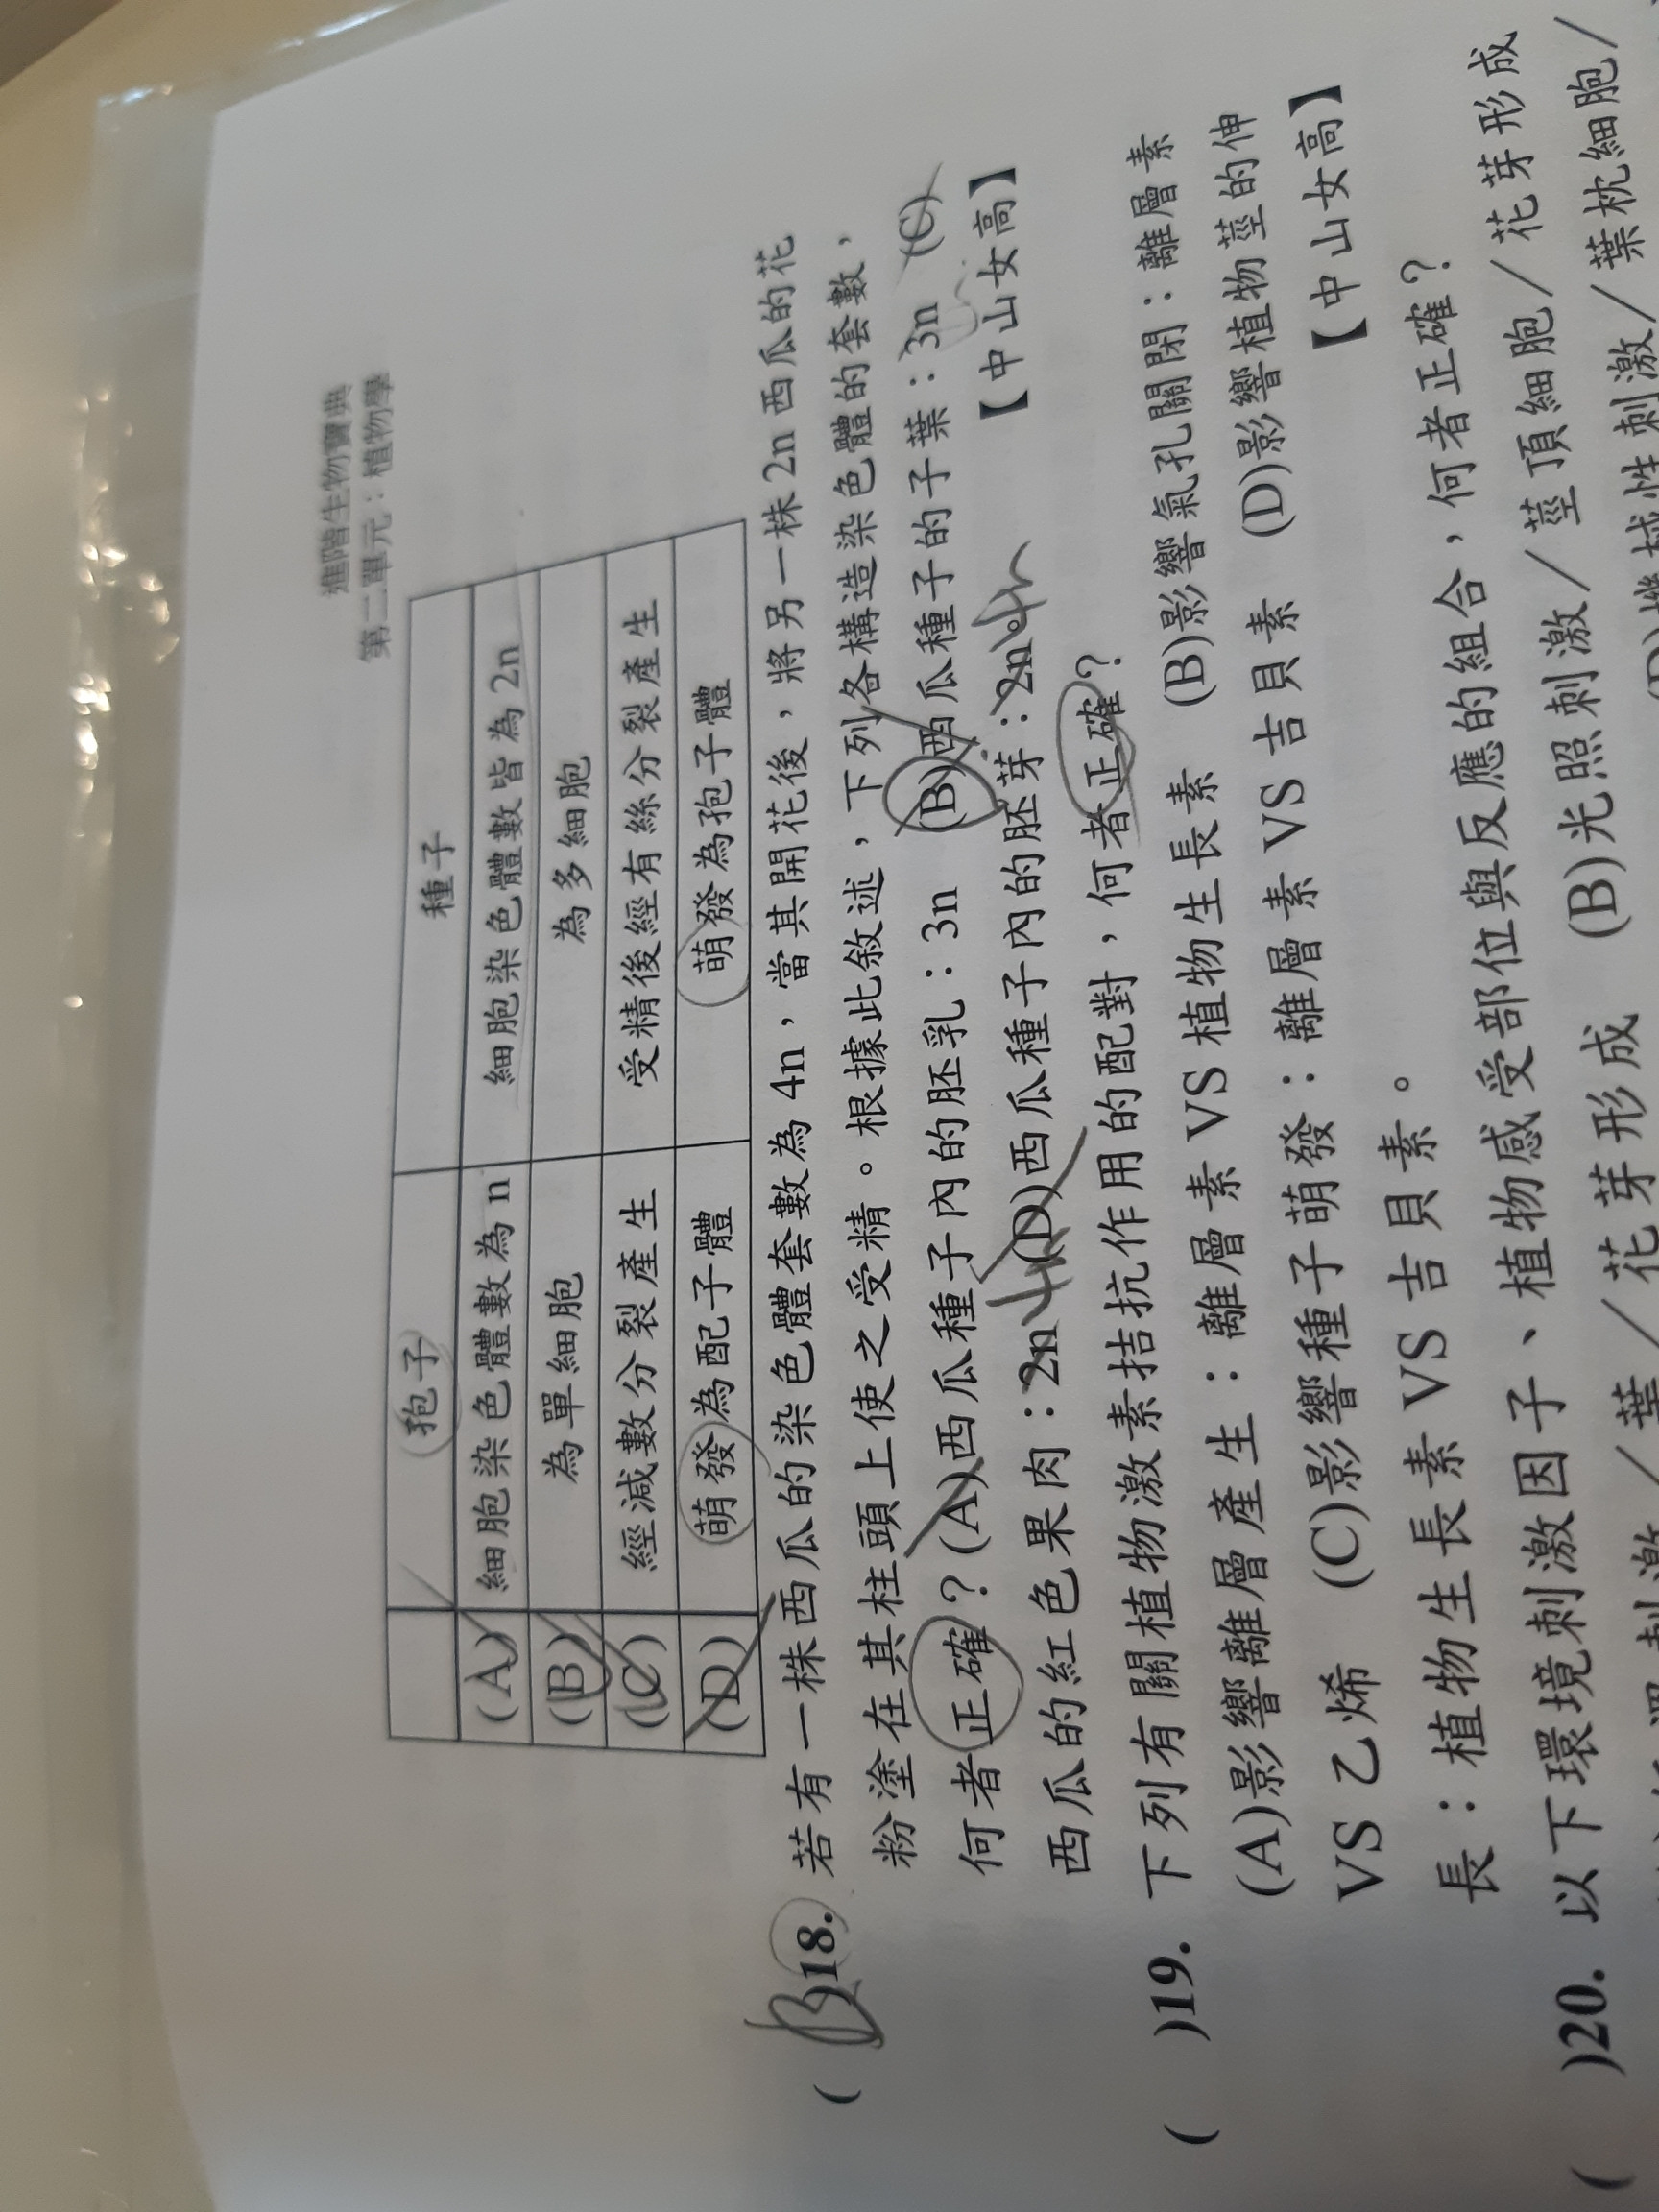 進階生物寶典
第二單元：植物學
孢子 種子
(A) 細胞染色體數為 n 細胞染色體數皆為 2n
(B) 為單細胞 為多細胞
(C) 經減數分裂產生 受精後經有絲分裂產生
(D) 萌發為配子體 萌發為孢子體
( B )18. 若有一株西瓜的染色體套數為 4n，當其開花後，將另一株 2n 西瓜的花
粉塗在其柱頭上使之受精。根據此敘述，下列各構造染色體的套數，
何者正確？(A)西瓜種子內的胚乳：3n (B)西瓜種子的子葉：3n (C)
西瓜的紅色果肉：2n 4n (D)西瓜種子內的胚芽：2n。4n 【中山女高】
( )19. 下列有關植物激素拮抗作用的配對，何者正確？
(A)影響離層產生：離層素 VS 植物生長素 (B)影響氣孔關閉：離層素
VS 乙烯 (C)影響種子萌發：離層素 VS 吉貝素 (D)影響植物莖的伸
長：植物生長素 VS 吉貝素。 【中山女高】
( )20. 以下環境刺激因子、植物感受部位與反應的組合，何者正確？
(B)光照刺激／莖頂細胞／花芽形成
／葉／花芽形成
／葉枕細胞／